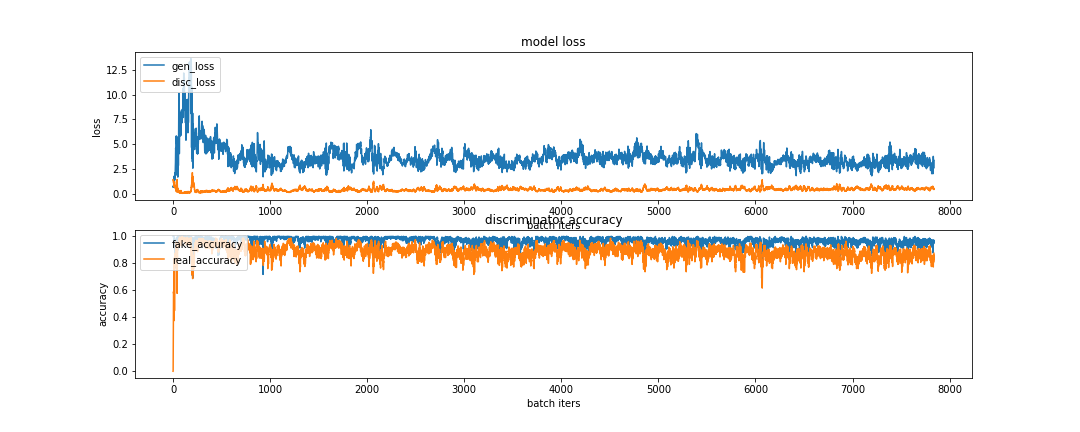 model loss
gen_loss
disc_loss
12.5
10.0
7.5
5.0
2.5
0.0
loss
0 1000 2000 3000 4000 5000 6000 7000 8000
batch iters
discriminator accuracy
fake_accuracy
real_accuracy
1.0
0.8
0.6
0.4
0.2
0.0
accuracy
0 1000 2000 3000 4000 5000 6000 7000 8000
batch iters